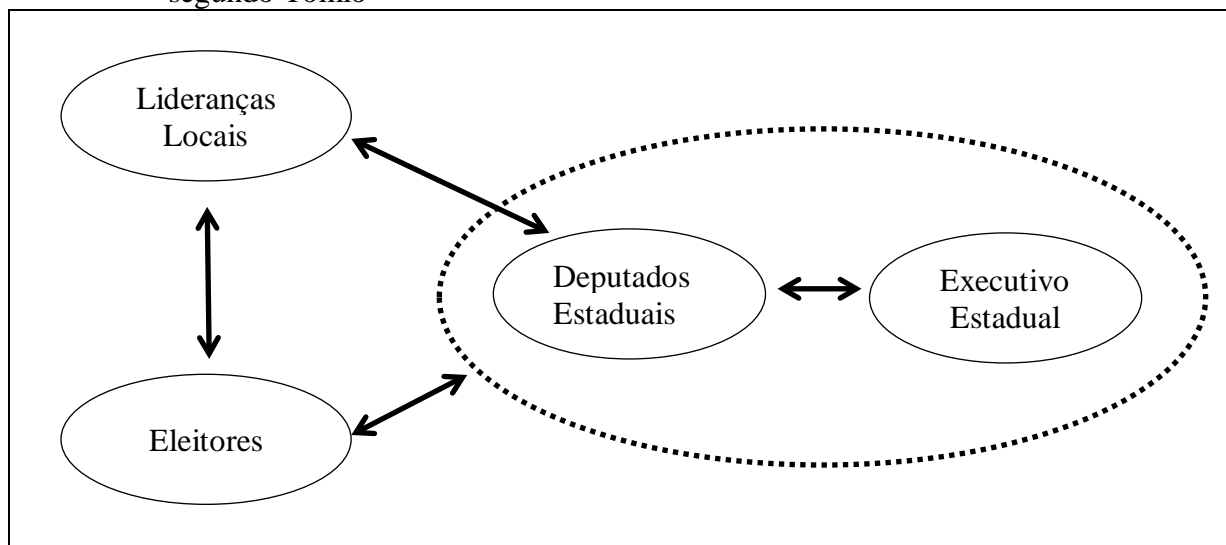 Lideranças
Locais
Deputados
Estaduais
Executivo
Estadual
Eleitores